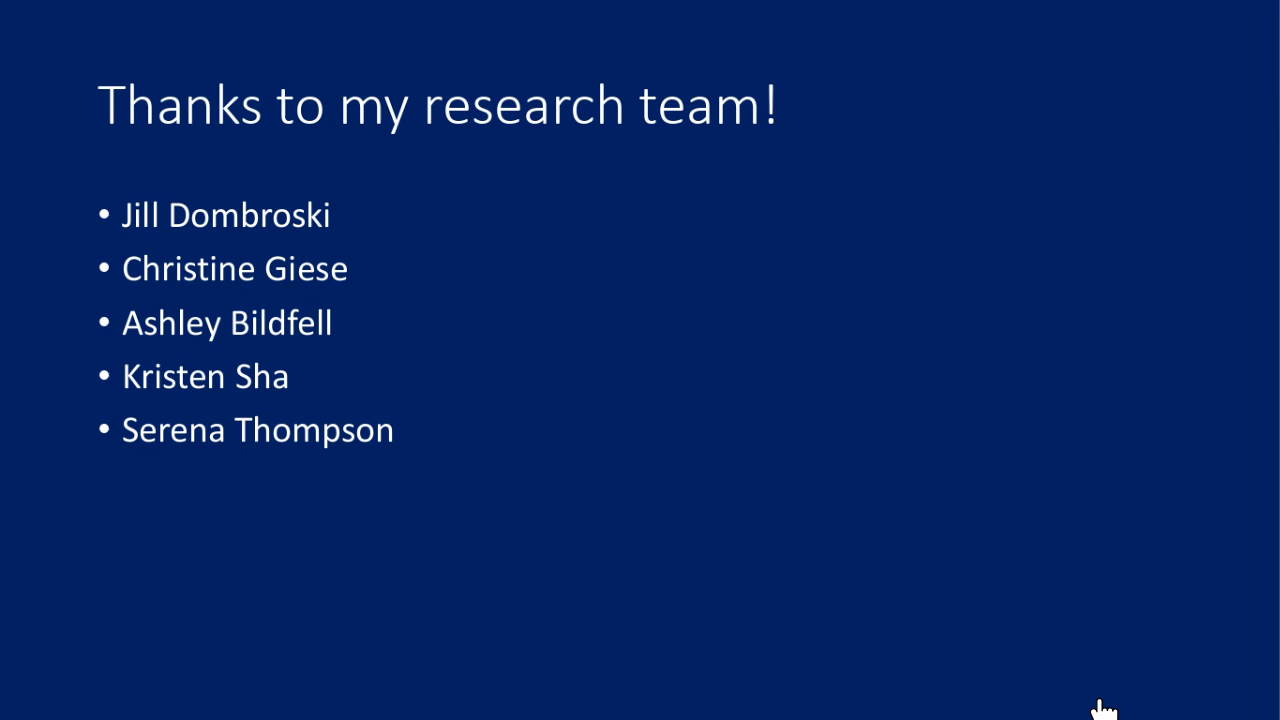 Thanks to my research team!
• Jill Dombroski
• Christine Giese
• Ashley Bildfell
• Kristen Sha
• Serena Thompson